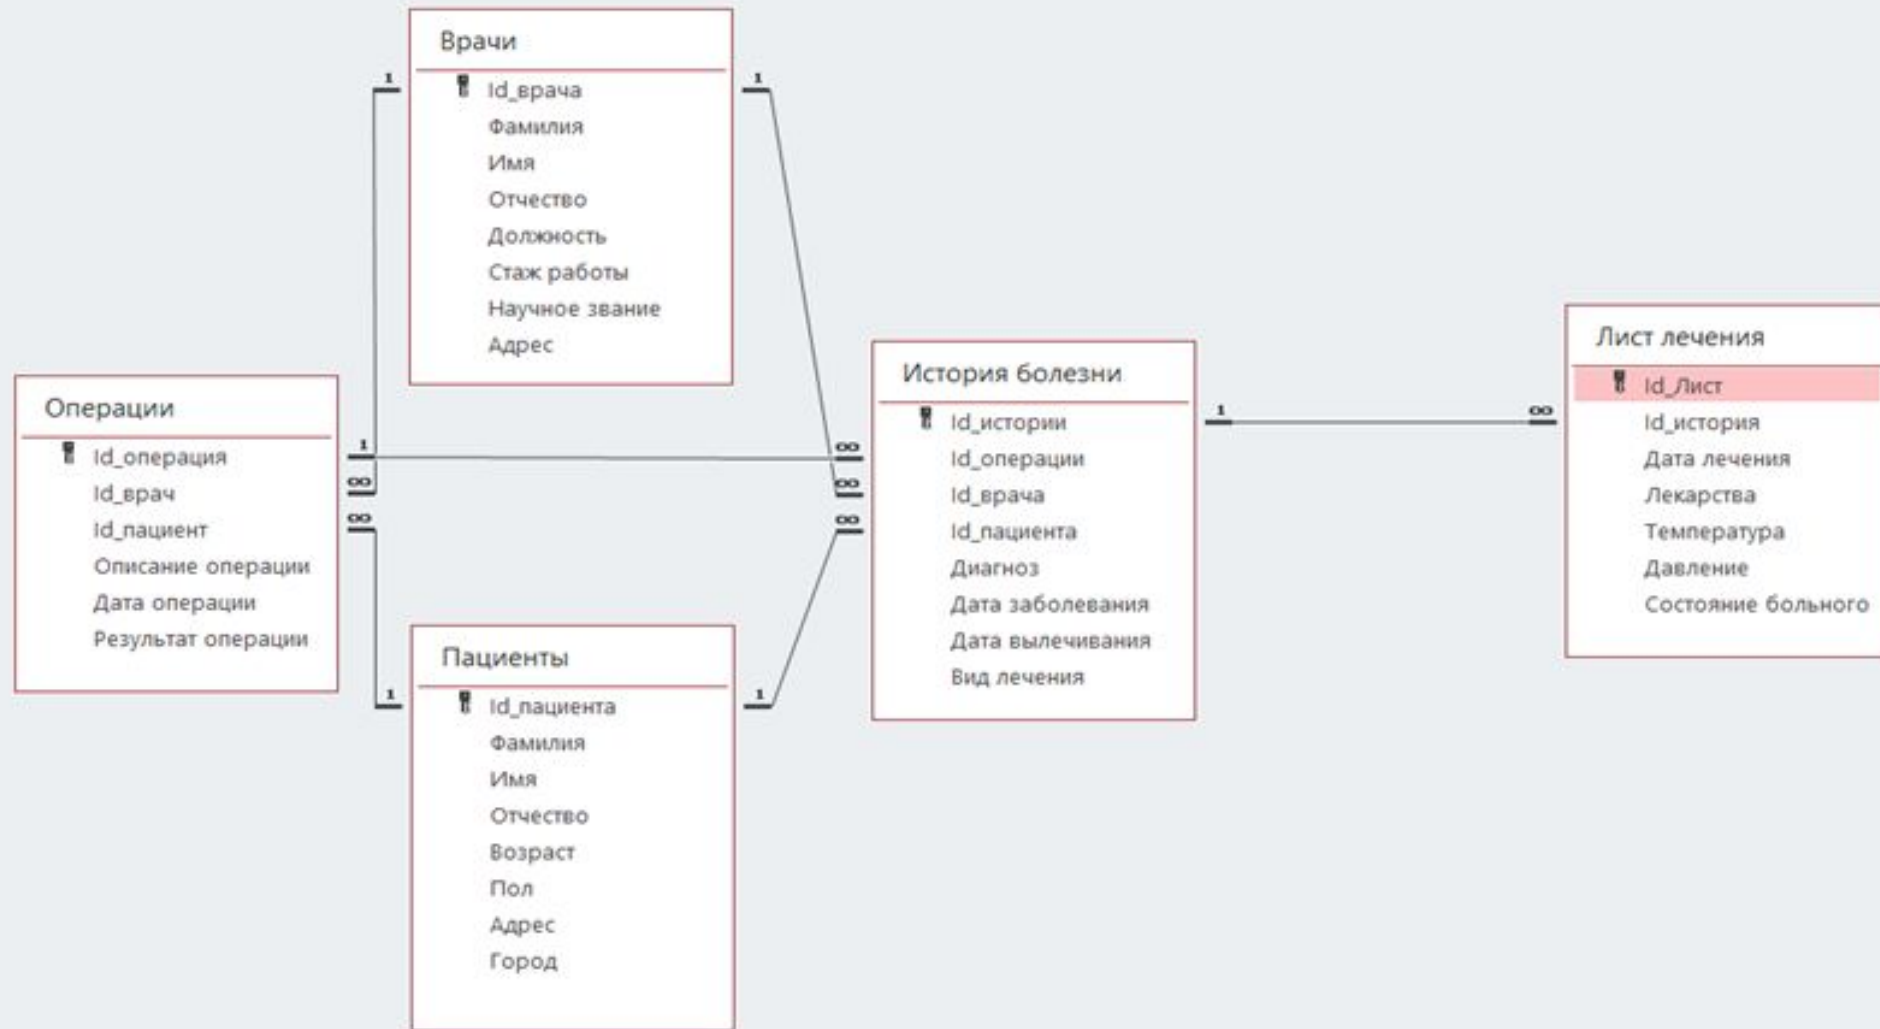 Врачи
Id_врача
Фамилия
Имя
Отчество
Должность
Стаж работы
Научное звание
Адрес
Операции
Id_операция
Id_врач
Id_пациент
Описание операции
Дата операции
Результат операции
Пациенты
Id_пациента
Фамилия
Имя
Отчество
Возраст
Пол
Адрес
Город
История болезни
Id_истории
Id_операции
Id_врача
Id_пациента
Диагноз
Дата заболевания
Дата вылечивания
Вид лечения
Лист лечения
Id_Лист
Id_история
Дата лечения
Лекарства
Температура
Давление
Состояние больного
1
1
1
∞
∞
∞
∞
∞
1
1
1
∞